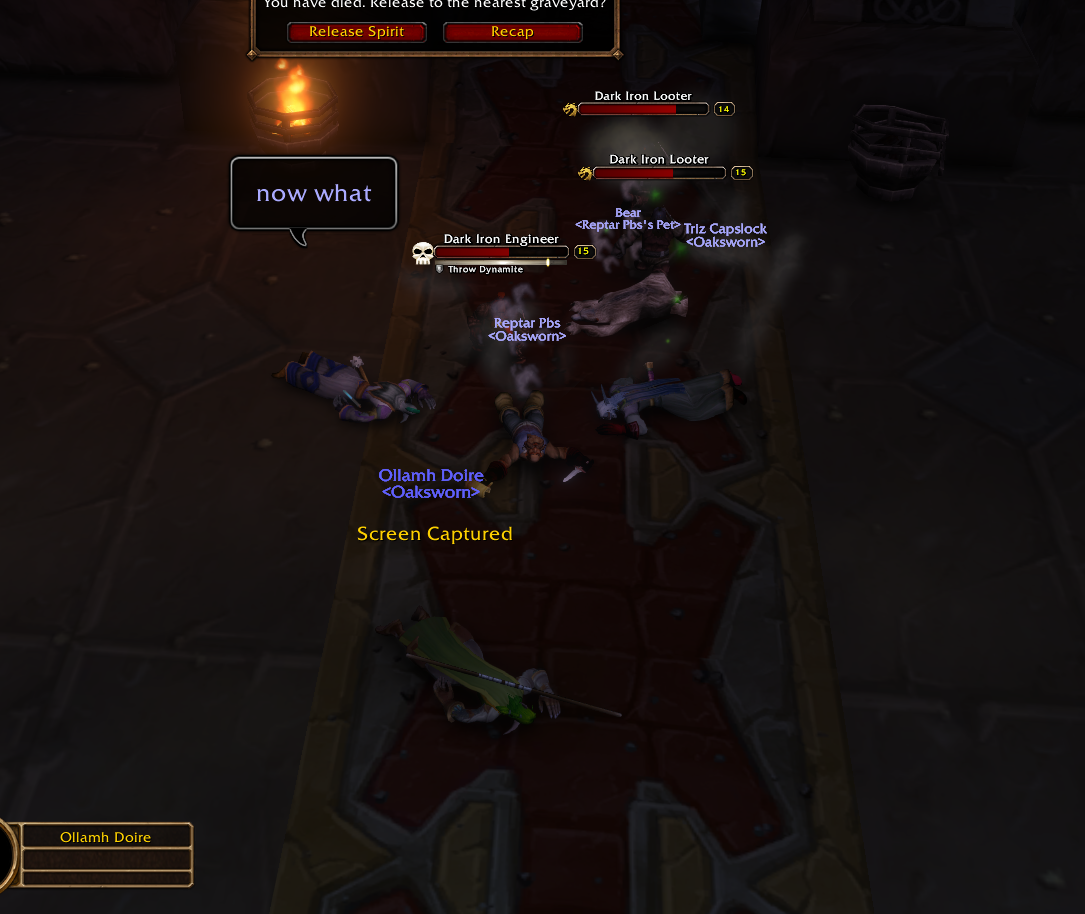 You have died. Release to the nearest graveyard?
Release Spirit
Recap
Dark Iron Looter
14
Dark Iron Looter
15
now what
Bear
<Reptar Pbs's Pet>
Triz Capslock
<Oaksworn>
Dark Iron Engineer
15
Throw Dynamite
Reptar Pbs
<Oaksworn>
Ollamh Doire
<Oaksworn>
Screen Captured
Ollamh Doire